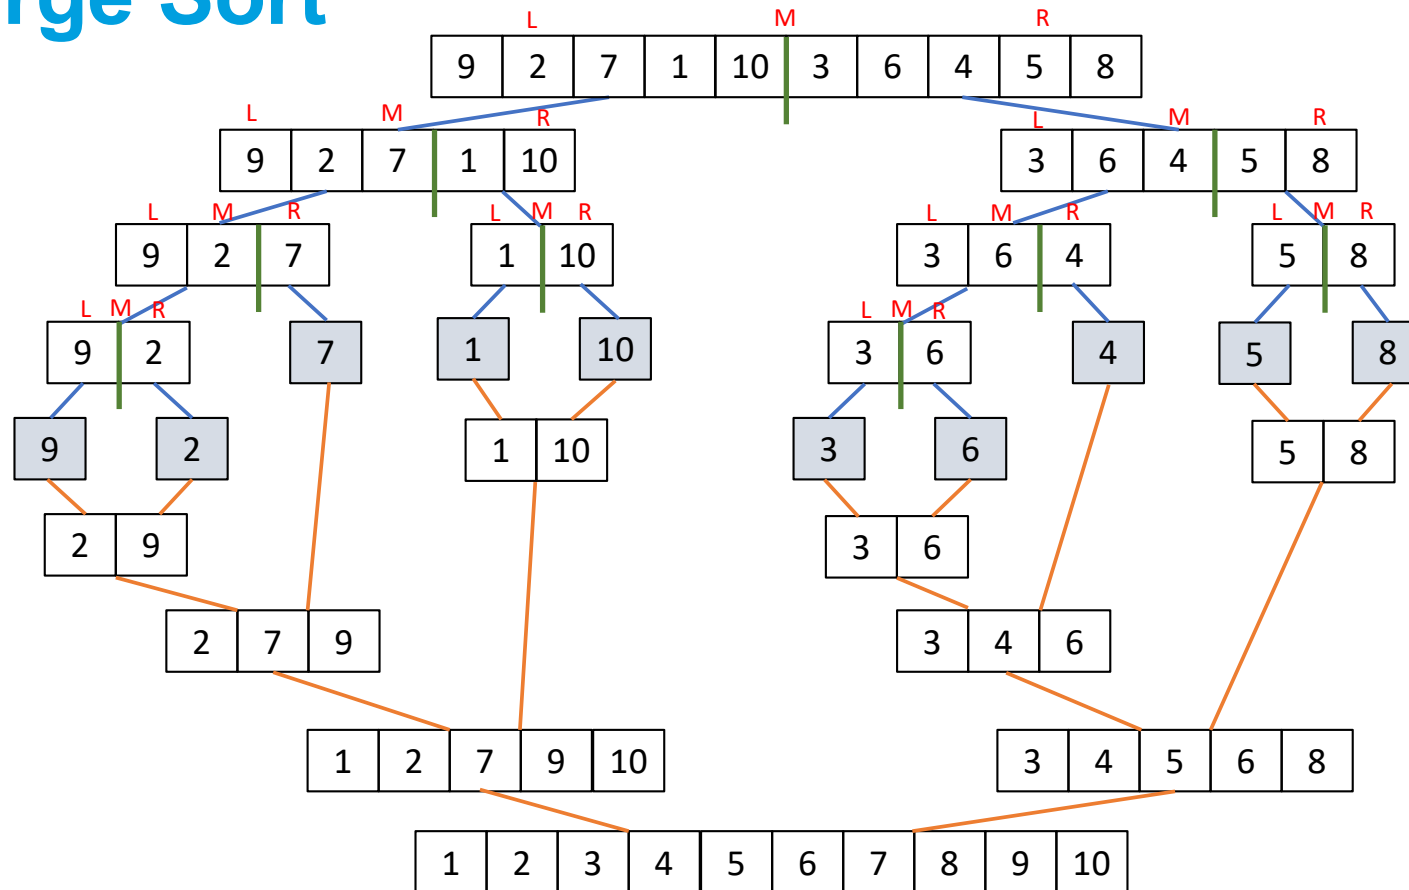 rge Sort
L M R
9 2 7 1 10 3 6 4 5 8
L M R L M R
9 2 7 1 10 3 6 4 5 8
L M R L M R L M R L M R
9 2 7 1 10 3 6 4 5 8
L M R L M R
9 2 7 1 10 3 6 4 5 8
9 2 1 10 3 6 5 8
2 9 3 6
2 7 9 3 4 6
1 2 7 9 10 3 4 5 6 8
1 2 3 4 5 6 7 8 9 10